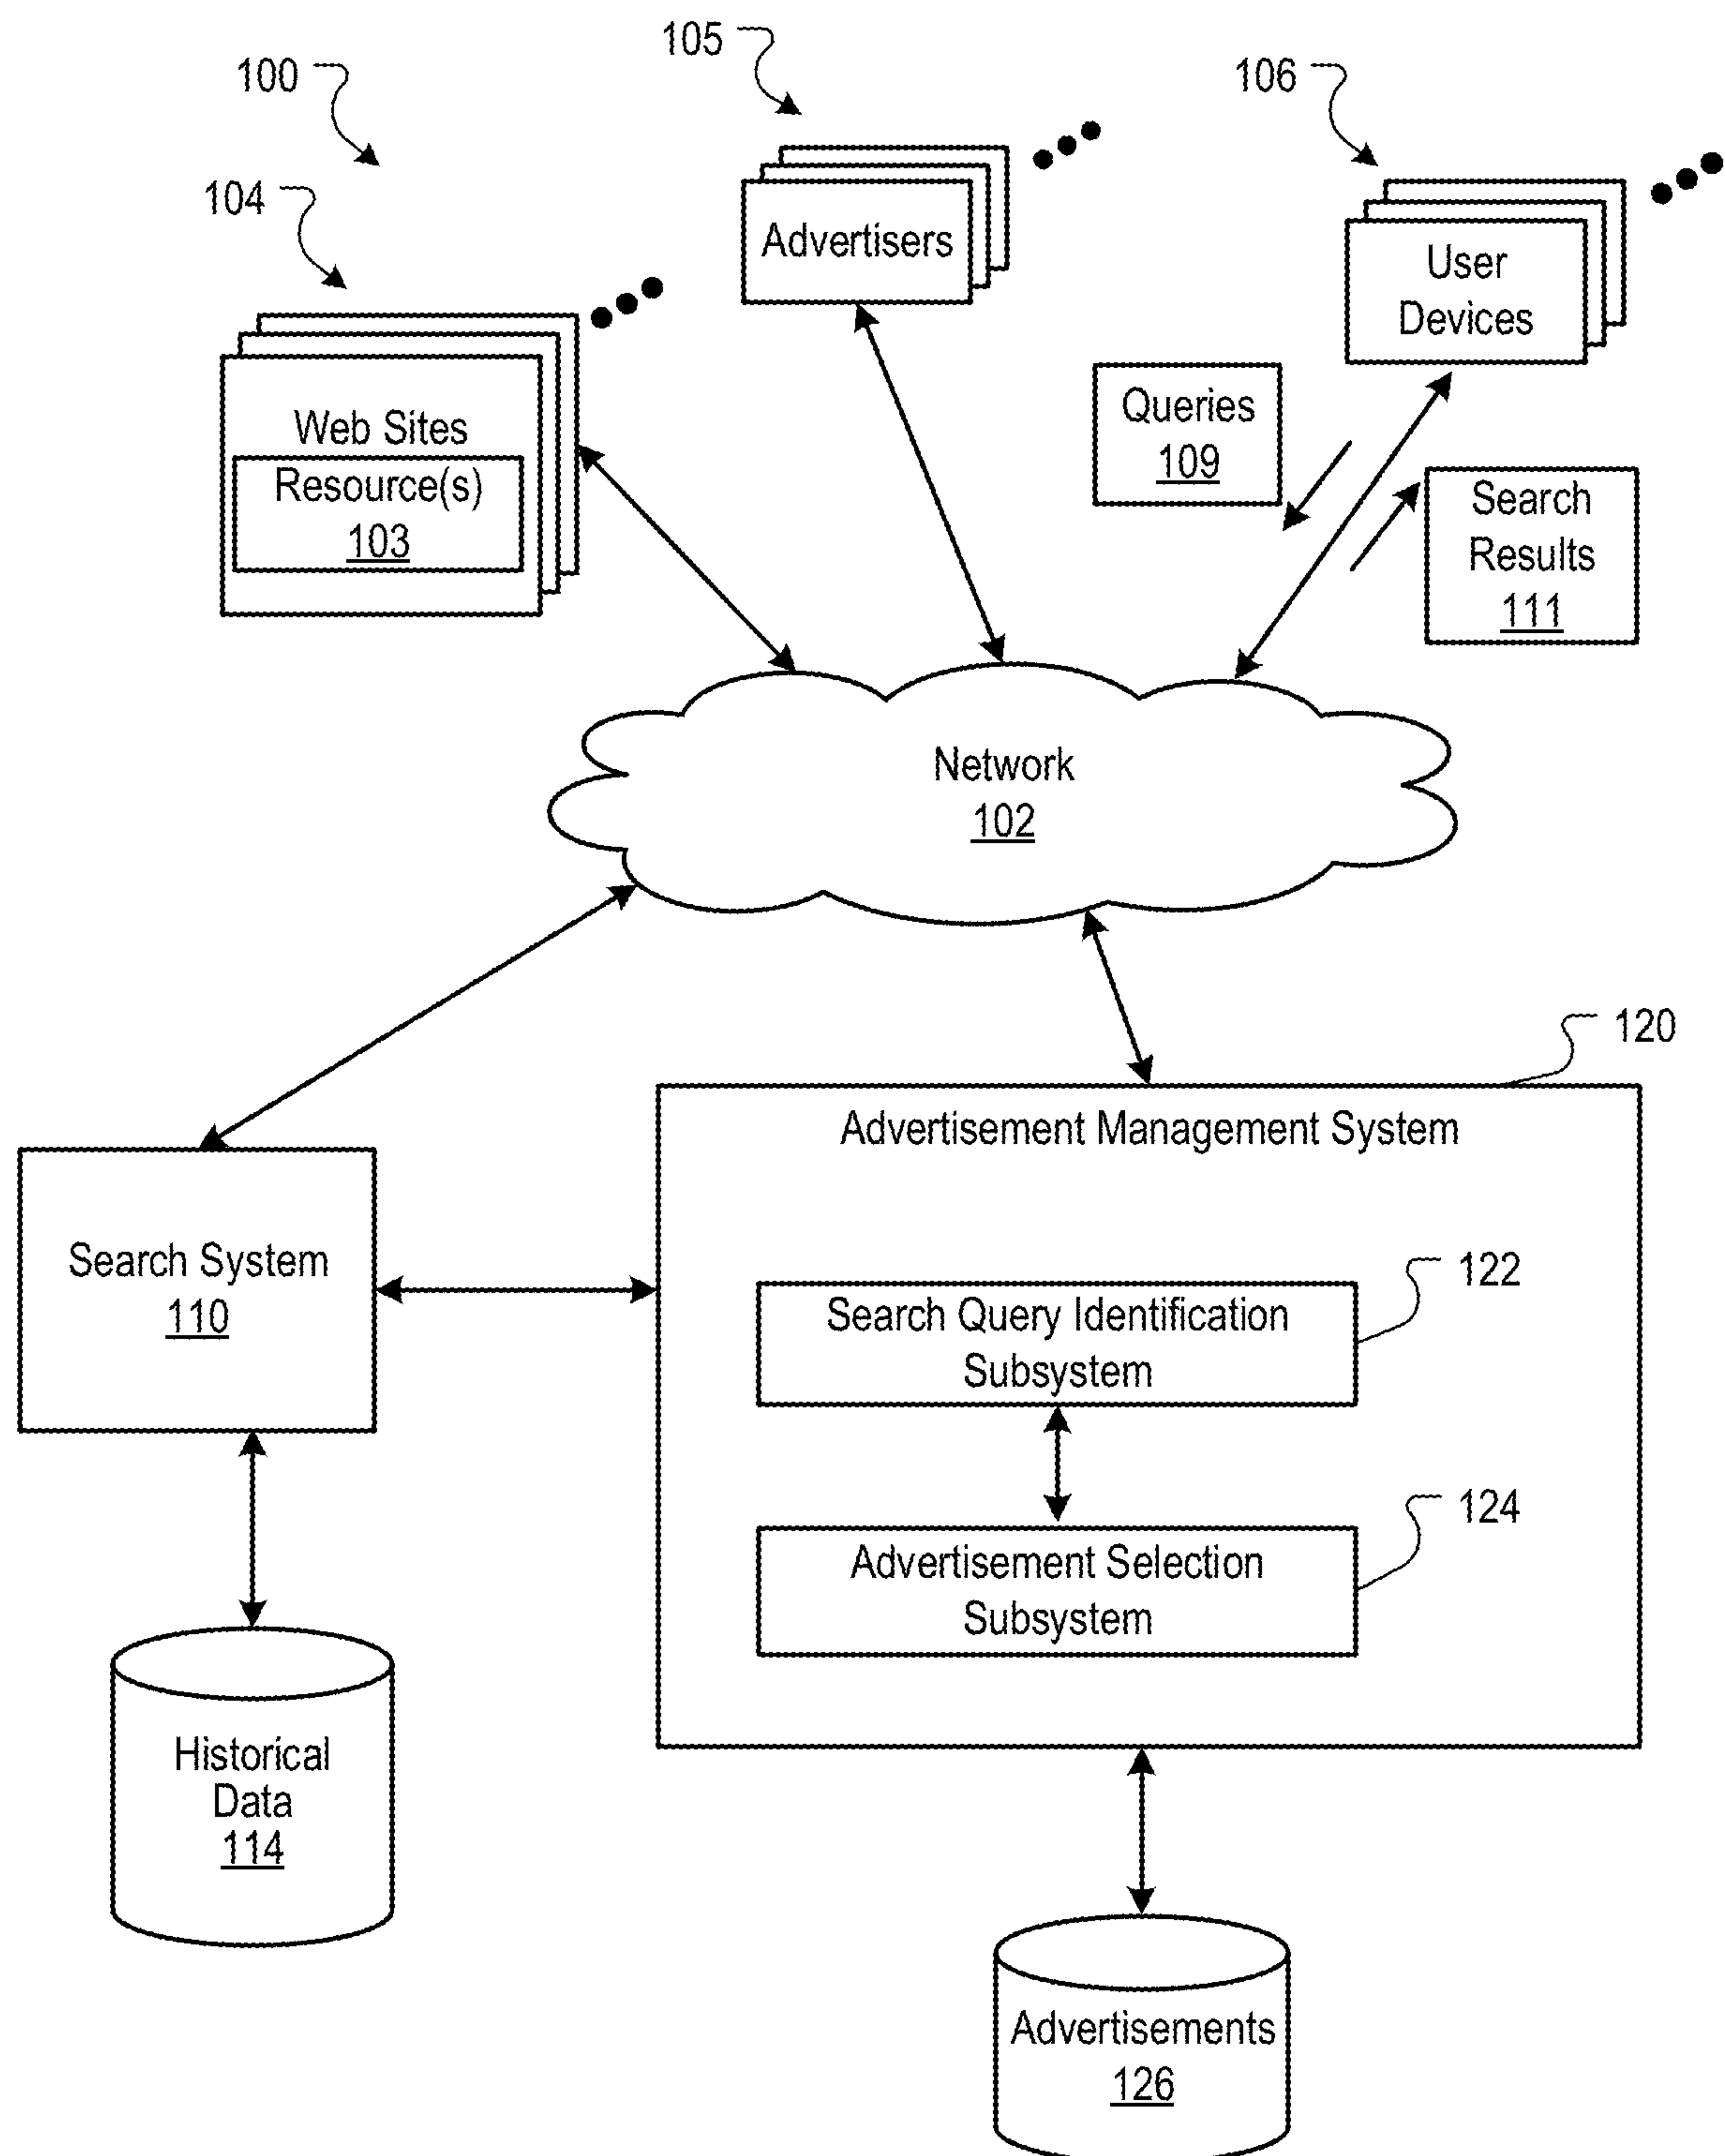 100
105
106
104
Advertisers
User
Devices
Web Sites
Resource(s)
103
Queries
109
Search
Results
111
Network
102
120
Advertisement Management System
Search System
110
122
Search Query Identification
Subsystem
124
Advertisement Selection
Subsystem
Historical
Data
114
Advertisements
126